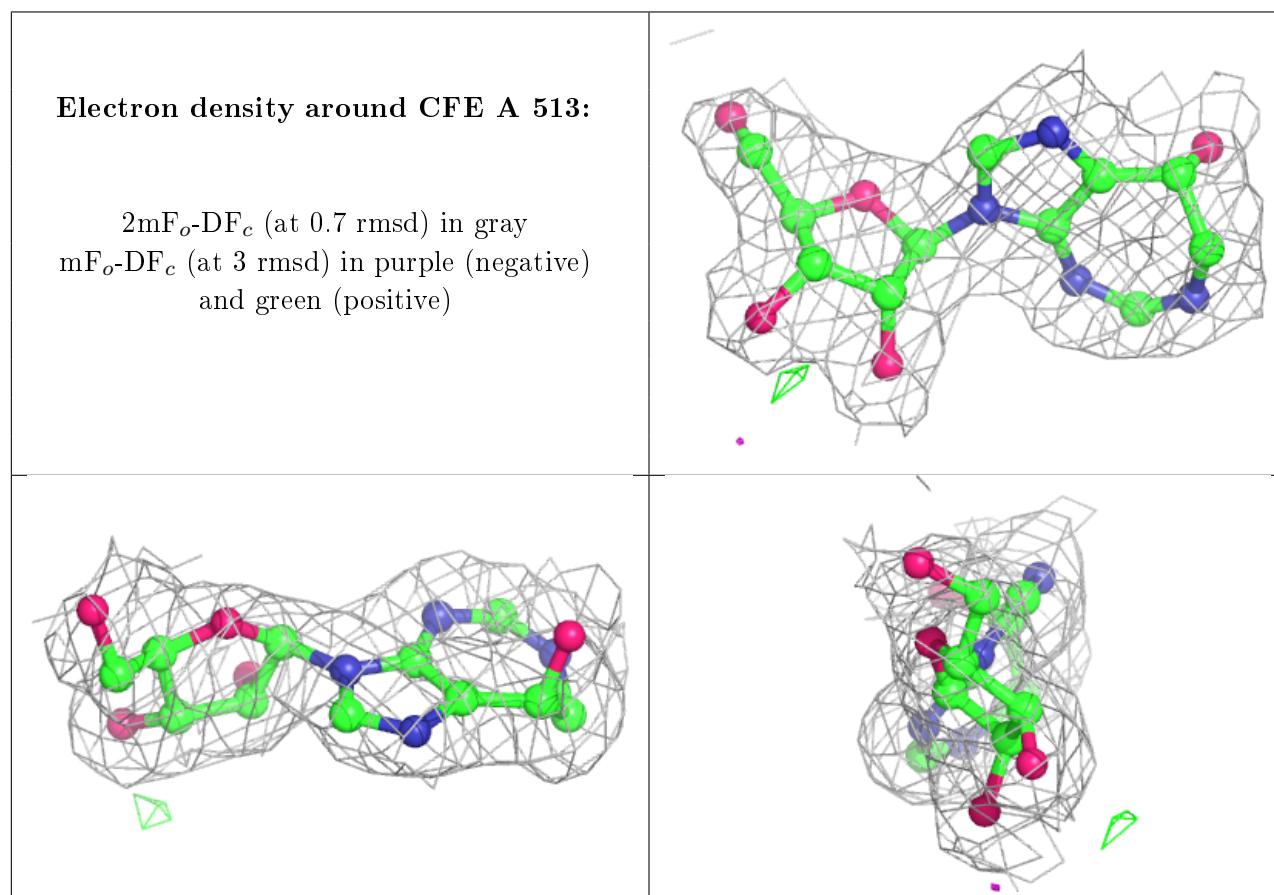 Electron density around CFE A 513:
2mFo-DFc (at 0.7 rmsd) in gray
mFo-DFc (at 3 rmsd) in purple (negative)
and green (positive)